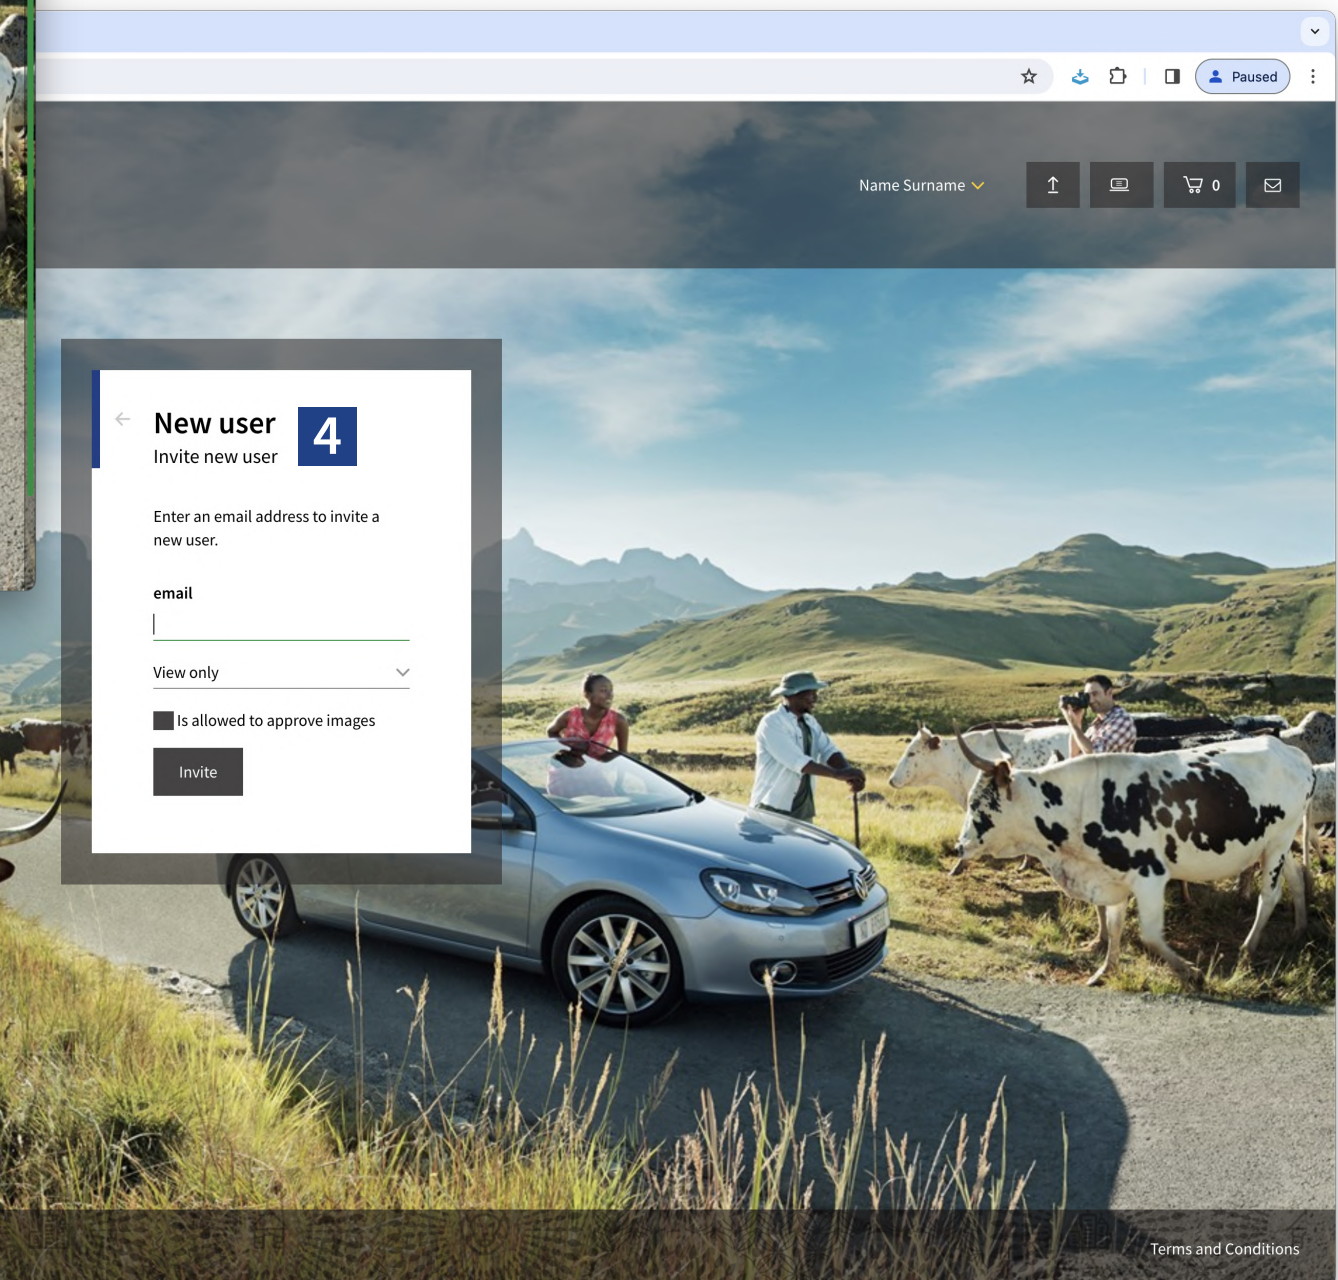 Paused
Name Surname
0
New user
4
Invite new user
Enter an email address to invite a
new user.
email
View only
Is allowed to approve images
Invite
Terms and Conditions